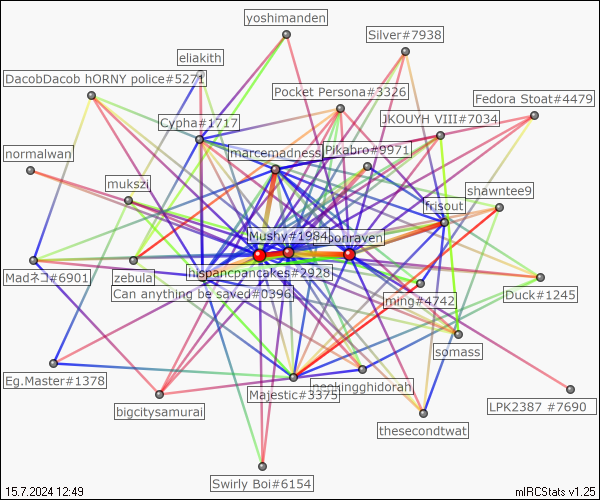 yoshimanden
Silver#7938
eliakith
DacobDacob hORNY police#5271
Pocket Persona#3326
Fedora Stoat#4479
Cypha#1717
JKOUYH VIII#7034
normalwan
marcemadness
Pikabro#9971
mukszi
shawntee9
frisout
Mushy#1984
bonraven
Madネコ#6901
zebula
hispancpancakes#2928
Can anything be saved#0396
ming#4742
Duck#1245
somass
Eg.Master#1378
Majestic#3375
bigcitysamurai
LPK2387 #7690
thesecondtwat
Swirly Boi#6154
15.7.2024 12:49
mIRCStats v1.25